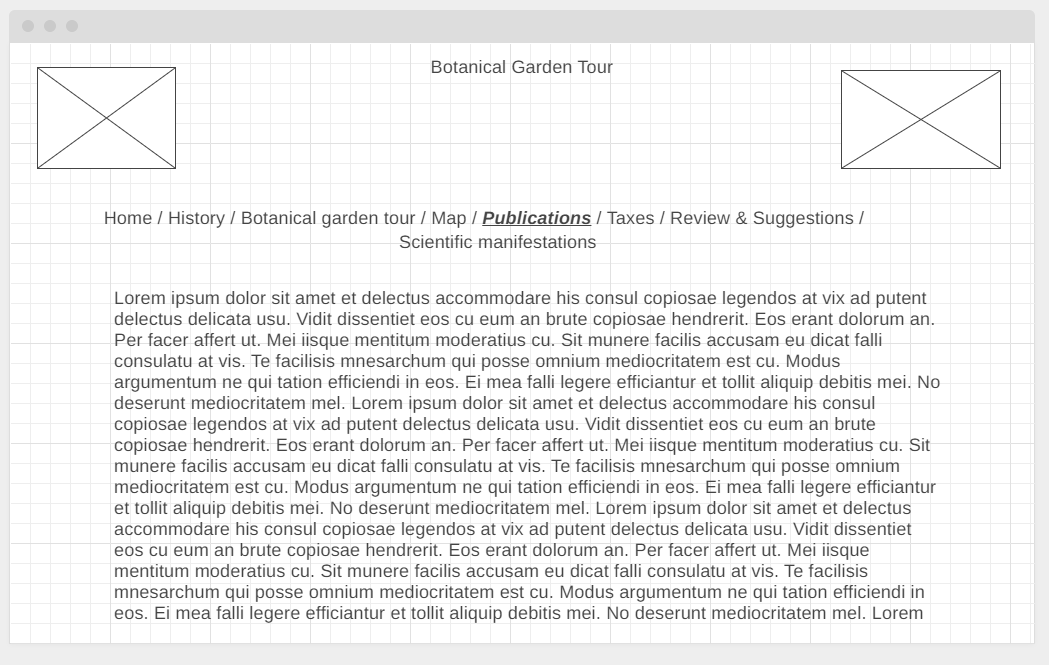 Botanical Garden Tour
Home / History / Botanical garden tour / Map / Publications / Taxes / Review & Suggestions /
Scientific manifestations
Lorem ipsum dolor sit amet et delectus accommodare his consul copiosae legendos at vix ad putent
delectus delicata usu. Vidit dissentiet eos cu eum an brute copiosae hendrerit. Eos erant dolorum an.
Per facer affert ut. Mei iisque mentitum moderatius cu. Sit munere facilis accusam eu dicat falli
consulatu at vis. Te facilisis mnesarchum qui posse omnium mediocritatem est cu. Modus
argumentum ne qui tation efficiendi in eos. Ei mea falli legere efficiantur et tollit aliquip debitis mei. No
deserunt mediocritatem mel. Lorem ipsum dolor sit amet et delectus accommodare his consul
copiosae legendos at vix ad putent delectus delicata usu. Vidit dissentiet eos cu eum an brute
copiosae hendrerit. Eos erant dolorum an. Per facer affert ut. Mei iisque mentitum moderatius cu. Sit
munere facilis accusam eu dicat falli consulatu at vis. Te facilisis mnesarchum qui posse omnium
mediocritatem est cu. Modus argumentum ne qui tation efficiendi in eos. Ei mea falli legere efficiantur
et tollit aliquip debitis mei. No deserunt mediocritatem mel. Lorem ipsum dolor sit amet et delectus
accommodare his consul copiosae legendos at vix ad putent delectus delicata usu. Vidit dissentiet
eos cu eum an brute copiosae hendrerit. Eos erant dolorum an. Per facer affert ut. Mei iisque
mentitum moderatius cu. Sit munere facilis accusam eu dicat falli consulatu at vis. Te facilisis
mnesarchum qui posse omnium mediocritatem est cu. Modus argumentum ne qui tation efficiendi in
eos. Ei mea falli legere efficiantur et tollit aliquip debitis mei. No deserunt mediocritatem mel. Lorem